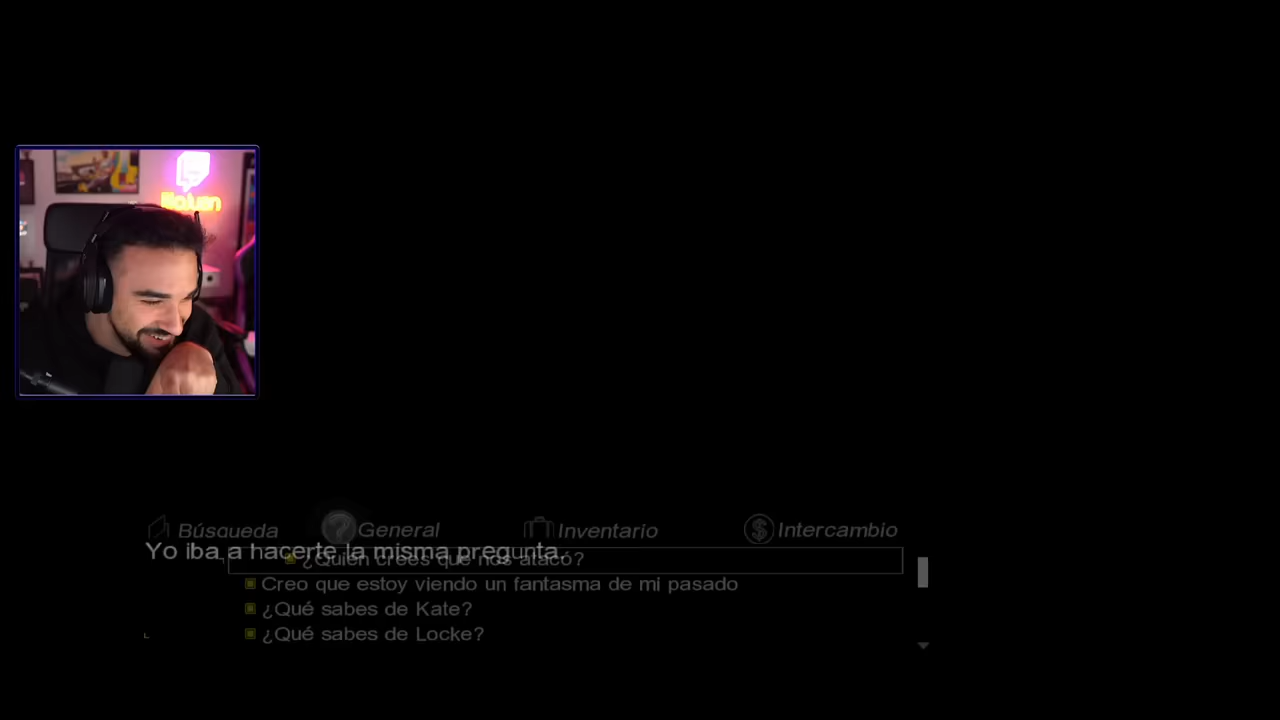 Búsqueda General Inventario Intercambio
Yo iba a hacerte la misma pregunta.
¿Quién crees que nos atacó?
Creo que estoy viendo un fantasma de mi pasado
¿Qué sabes de Kate?
¿Qué sabes de Locke?